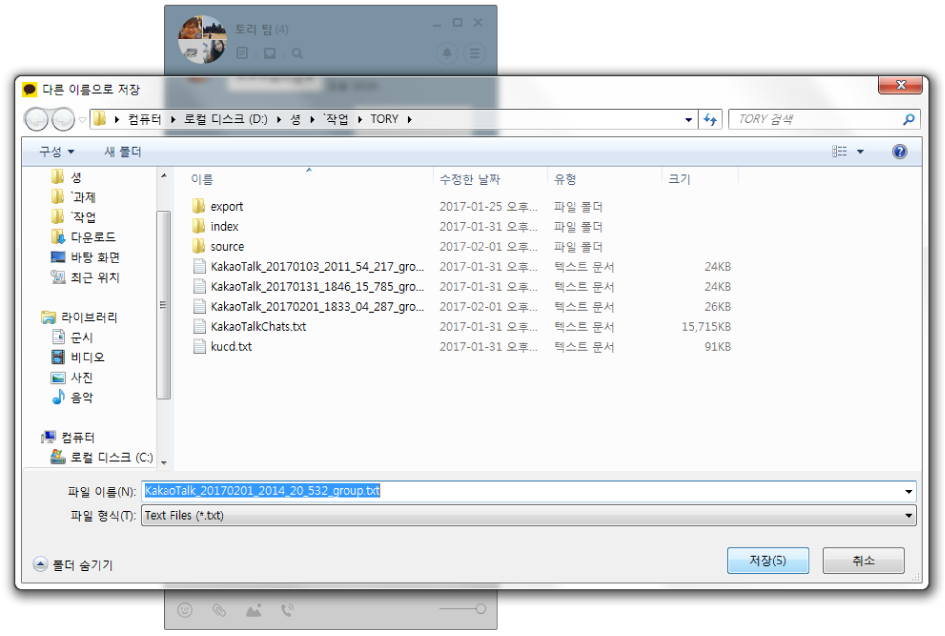 토리 팀 (4)
다른 이름으로 저장
컴퓨터 ▸ 로컬 디스크 (D:) ▸ 셩 ▸ `작업 ▸ TORY ▸
TORY 검색
구성 새 폴더
이름 수정한 날짜 유형 크기
셩
`과제
`작업
다운로드
바탕 화면
최근 위치
라이브러리
문서
비디오
사진
음악
컴퓨터
로컬 디스크 (C:)
export 2017-01-25 오후... 파일 폴더
index 2017-01-31 오후... 파일 폴더
source 2017-02-01 오후... 파일 폴더
KakaoTalk_20170103_2011_54_217_gro... 2017-01-31 오후... 텍스트 문서 24KB
KakaoTalk_20170131_1846_15_785_gro... 2017-01-31 오후... 텍스트 문서 24KB
KakaoTalk_20170201_1833_04_287_gro... 2017-02-01 오후... 텍스트 문서 26KB
KakaoTalkChats.txt 2017-01-31 오후... 텍스트 문서 15,715KB
kucd.txt 2017-01-31 오후... 텍스트 문서 91KB
파일 이름(N): KakaoTalk_20170201_2014_20_532_group.txt
파일 형식(T): Text Files (*.txt)
폴더 숨기기
저장(S) 취소